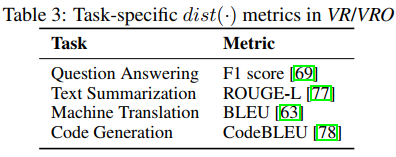 Table 3: Task-specific dist(·) metrics in VR/VRO
Task Metric
Question Answering F1 score [69]
Text Summarization ROUGE-L [77]
Machine Translation BLEU [63]
Code Generation CodeBLEU [78]